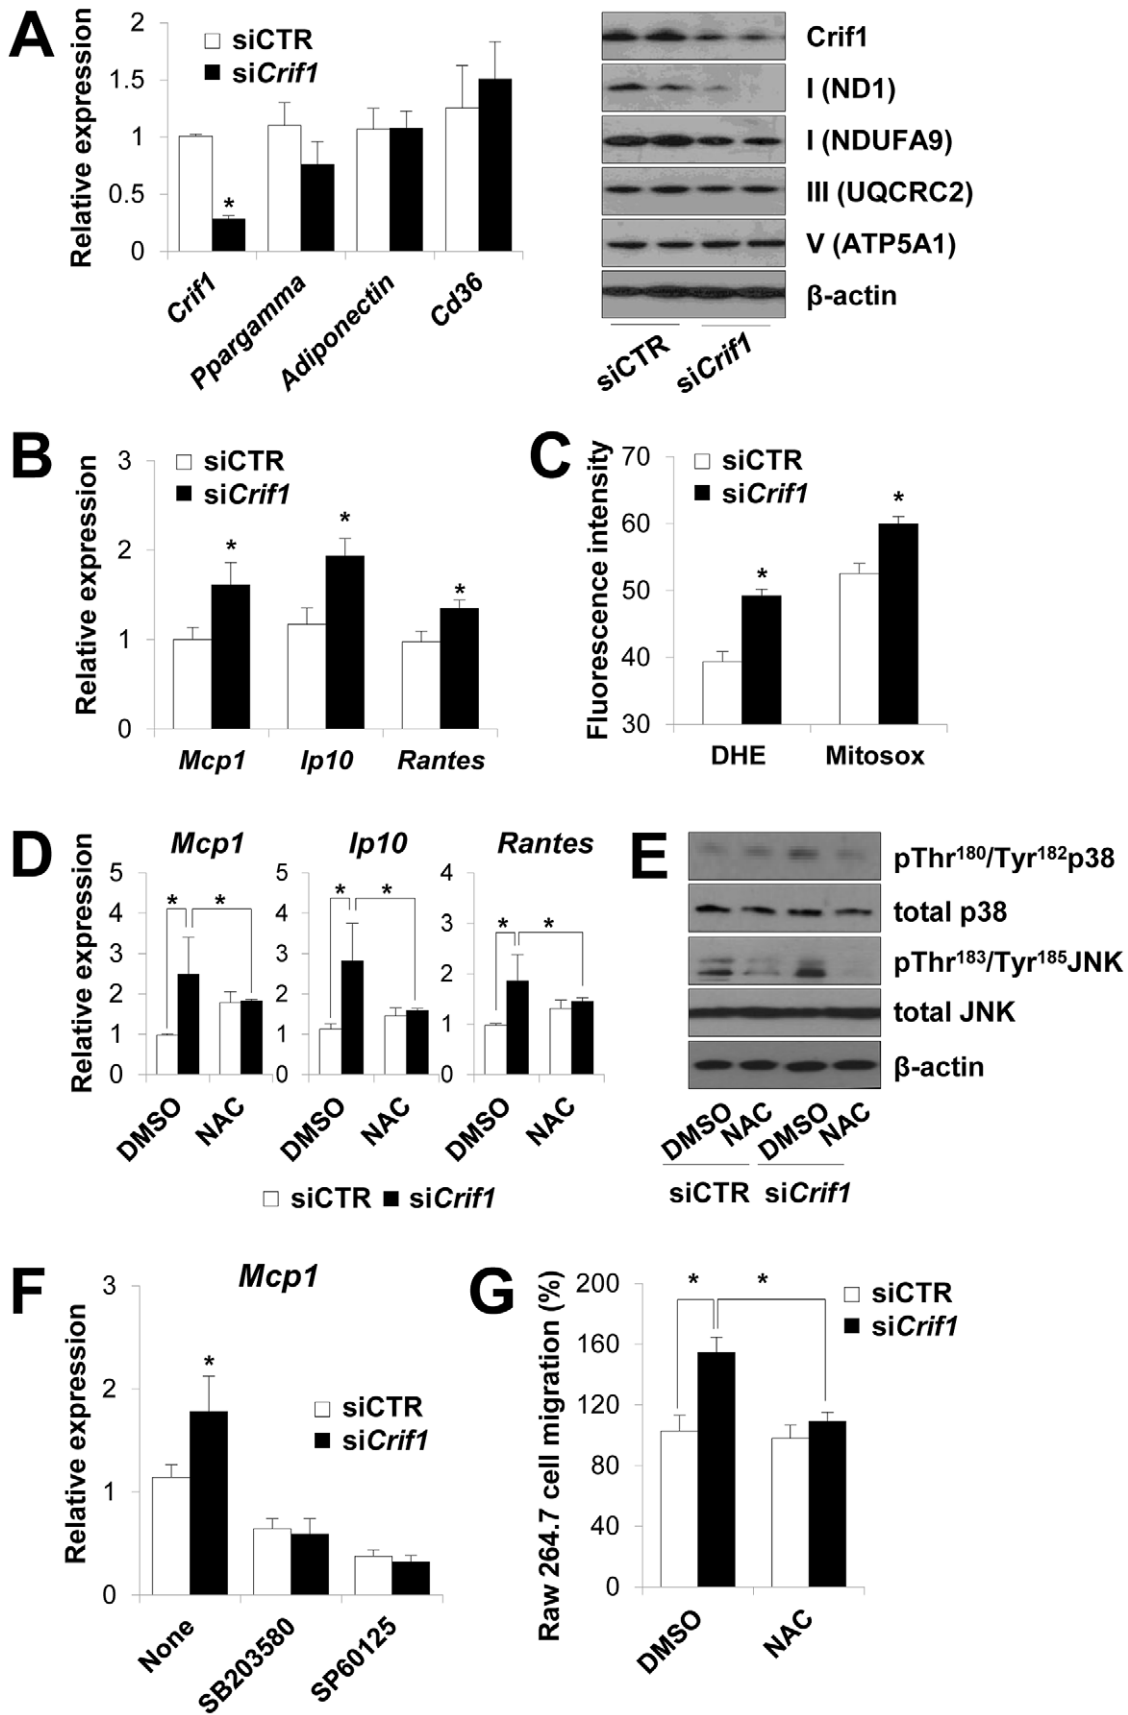 A
Relative expression
2
1.5
1
0.5
0
siCTR
siCrif1
*
Crif1
Ppargamma
Adiponectin
Cd36
Crif1
I (ND1)
I (NDUFA9)
III (UQCRC2)
V (ATP5A1)
β-actin
siCTR
siCrif1
B
Relative expression
3
2
1
0
siCTR
siCrif1
*
*
*
Mcp1
Ip10
Rantes
C
Fluorescence intensity
70
60
50
40
30
siCTR
siCrif1
*
*
DHE
Mitosox
D
Relative expression
Mcp1
5
4
3
2
1
0
*
*
DMSO
NAC
Ip10
5
4
3
2
1
0
*
*
DMSO
NAC
Rantes
4
3
2
1
0
*
*
DMSO
NAC
siCTR
siCrif1
E
pThr180/Tyr182p38
total p38
pThr183/Tyr185JNK
total JNK
β-actin
DMSO
NAC
DMSO
NAC
siCTR
siCrif1
F
Mcp1
Relative expression
3
2
1
0
*
siCTR
siCrif1
None
SB203580
SP60125
G
Raw 264.7 cell migration (%)
200
160
120
80
40
0
*
*
siCTR
siCrif1
DMSO
NAC